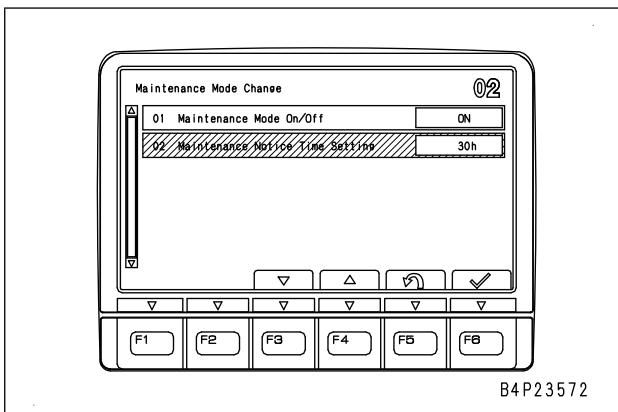 Maintenance Mode Change 02
01 Maintenance Mode On/Off ON
02 Maintenance Notice Time Setting 30h
F1 F2 F3 F4 F5 F6
B4P23572